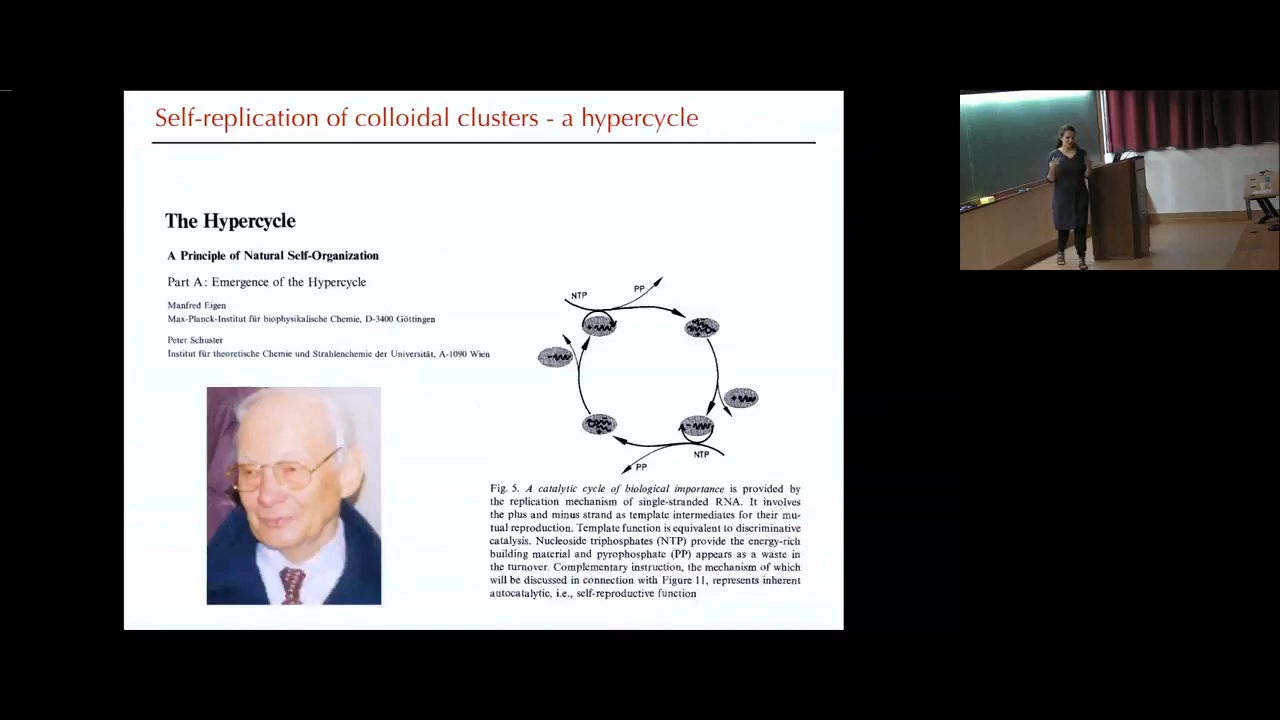 Self-replication of colloidal clusters - a hypercycle
The Hypercycle
A Principle of Natural Self-Organization
Part A: Emergence of the Hypercycle
Manfred Eigen
Max-Planck-Institut für biophysikalische Chemie, D-3400 Göttingen
Peter Schuster
Institut für theoretische Chemie und Strahlenchemie der Universität, A-1090 Wien
NTP
PP
NTP
PP
Fig. 5. A catalytic cycle of biological importance is provided by
the replication mechanism of single-stranded RNA. It involves
the plus and minus strand as template intermediates for their mu-
tual reproduction. Template function is equivalent to discriminative
catalysis. Nucleoside triphosphates (NTP) provide the energy-rich
building material and pyrophosphate (PP) appears as a waste in
the turnover. Complementary instruction, the mechanism of which
will be discussed in connection with Figure 11, represents inherent
autocatalytic, i.e., self-reproductive function